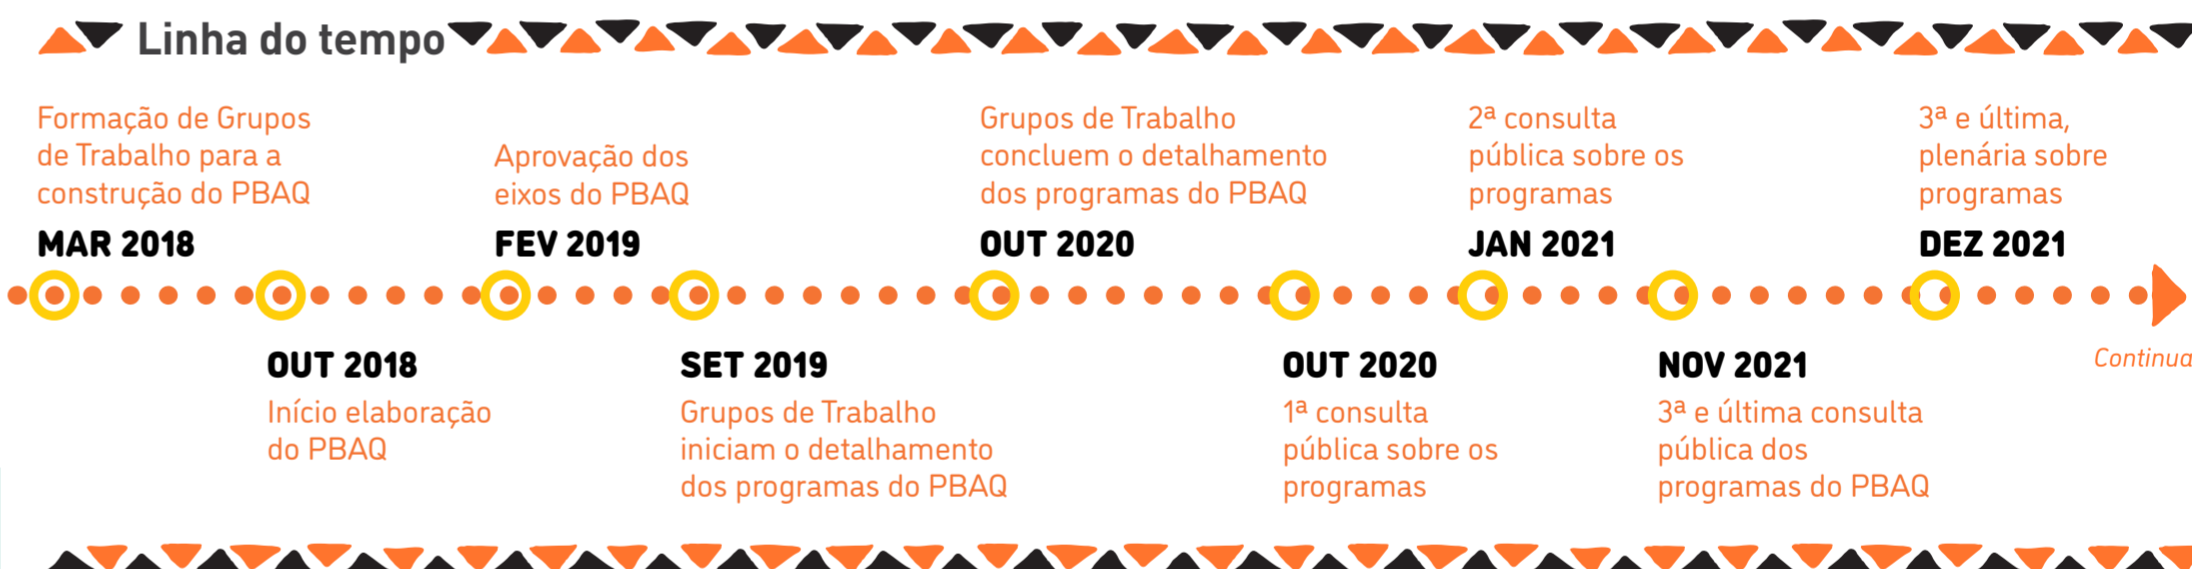 Linha do tempo
Formação de Grupos
de Trabalho para a
construção do PBAQ
MAR 2018
OUT 2018
Início elaboração
do PBAQ
Aprovação dos
eixos do PBAQ
FEV 2019
SET 2019
Grupos de Trabalho
iniciam o detalhamento
dos programas do PBAQ
Grupos de Trabalho
concluem o detalhamento
dos programas do PBAQ
OUT 2020
OUT 2020
1ª consulta
pública sobre os
programas
2ª consulta
pública sobre os
programas
JAN 2021
NOV 2021
3ª e última consulta
pública dos
programas do PBAQ
3ª e última,
plenária sobre
programas
DEZ 2021
Continua